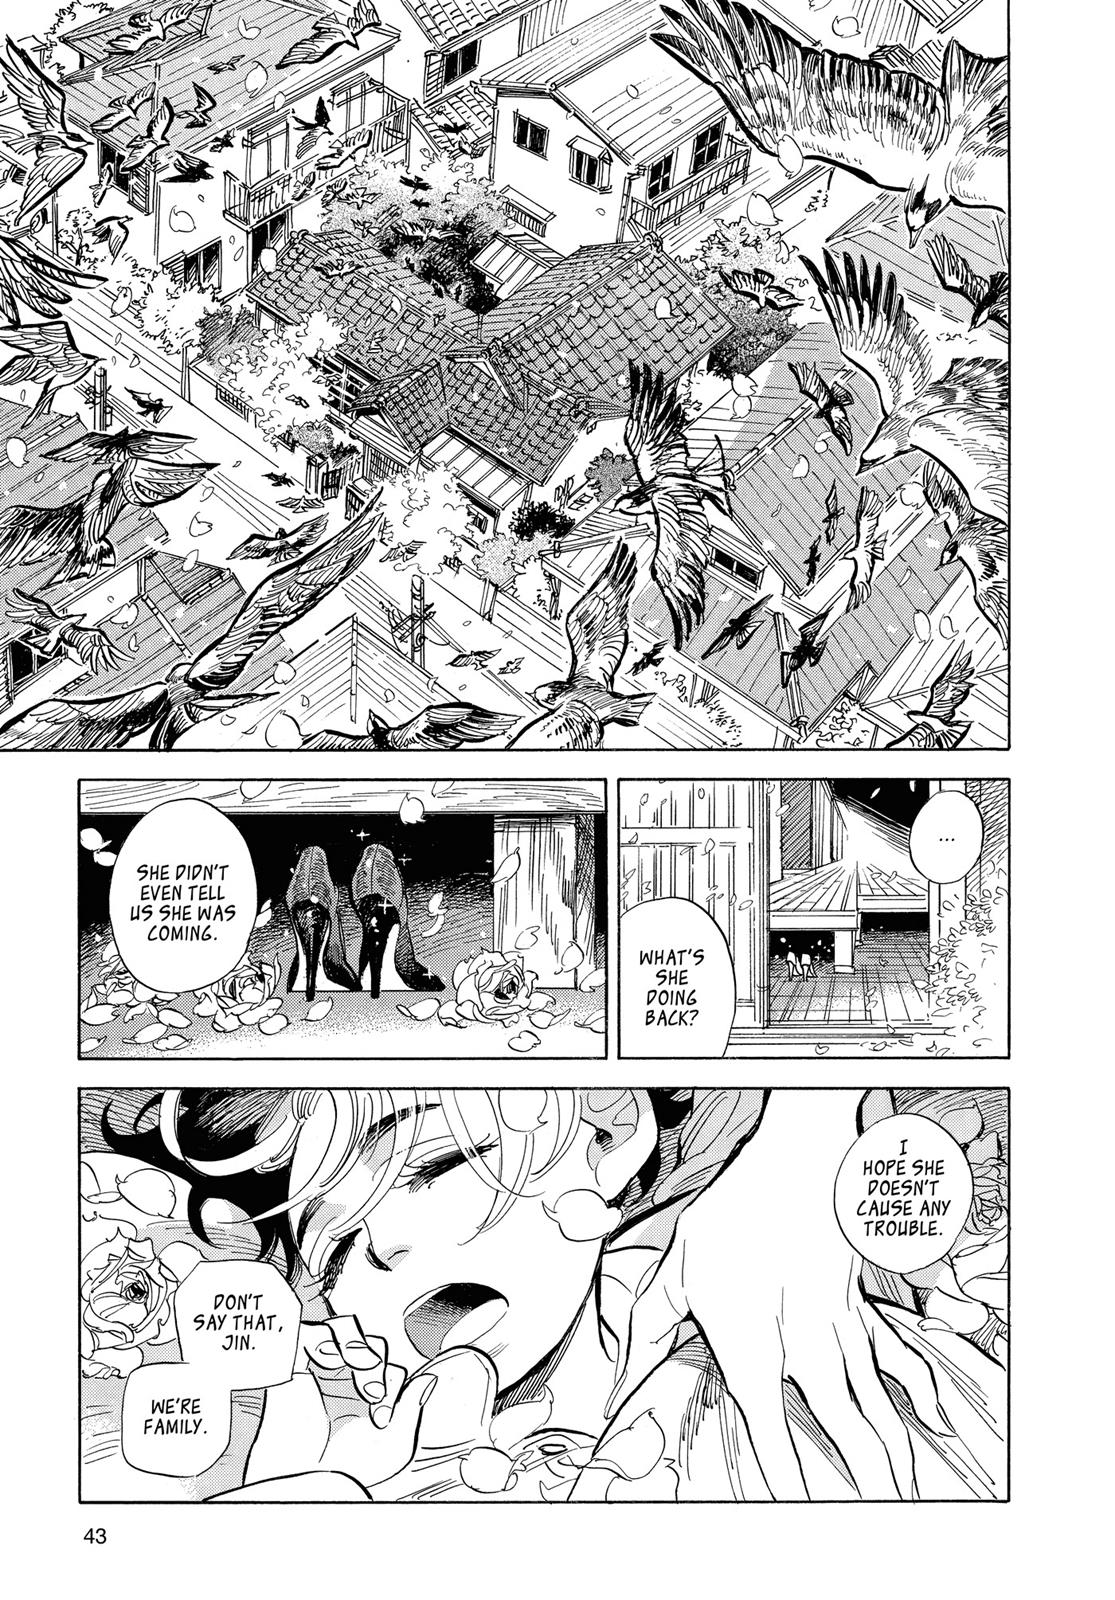 ...
WHAT'S
SHE
DOING
BACK?
SHE DIDN'T
EVEN TELL
US SHE WAS
COMING.
I
HOPE SHE
DOESN'T
CAUSE ANY
TROUBLE.
DON'T
SAY THAT,
JIN.
WE'RE
FAMILY.
43